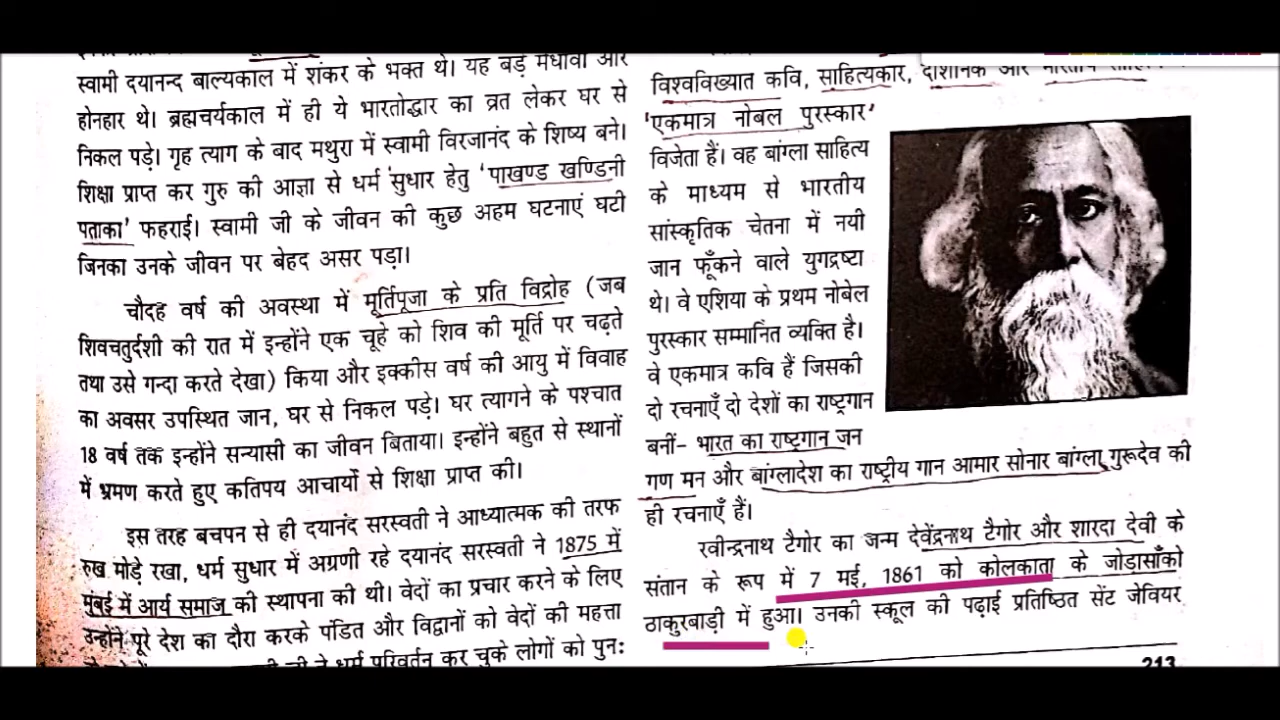 स्वामी दयानन्द बाल्यकाल में शंकर के भक्त थे। यह बड़े मेधावी और
होनहार थे। ब्रह्मचर्यकाल में ही ये भारतोद्धार का व्रत लेकर घर से
निकल पड़े। गृह त्याग के बाद मथुरा में स्वामी विरजानंद के शिष्य बने।
शिक्षा प्राप्त कर गुरु की आज्ञा से धर्म सुधार हेतु 'पाखण्ड खण्डिनी
पताका' फहराई। स्वामी जी के जीवन की कुछ अहम घटनाएं घटी
जिनका उनके जीवन पर बेहद असर पड़ा।
चौदह वर्ष की अवस्था में मूर्तिपूजा के प्रति विद्रोह (जब
शिवचतुर्दशी की रात में इन्होंने एक चूहे को शिव की मूर्ति पर चढ़ते
तथा उसे गन्दा करते देखा) किया और इक्कीस वर्ष की आयु में विवाह
का अवसर उपस्थित जान, घर से निकल पड़े। घर त्यागने के पश्चात
18 वर्ष तक इन्होंने सन्यासी का जीवन बिताया। इन्होंने बहुत से स्थानों
में भ्रमण करते हुए कतिपय आचार्यो से शिक्षा प्राप्त की।
इस तरह बचपन से ही दयानंद सरस्वती ने आध्यात्मक की तरफ
रुख मोड़े रखा, धर्म सुधार में अग्रणी रहे दयानंद सरस्वती ने 1875 में
मुंबई में आर्य समाज की स्थापना की थी। वेदों का प्रचार करने के लिए
उन्होंने पूरे देश का दौरा करके पंडित और विद्वानों को वेदों की महत्ता
ने धर्म परिवर्तन कर चुके लोगों को पुनः
विश्वविख्यात कवि, साहित्यकार, दार्शनिक और भारतीय
'एकमात्र नोबल पुरस्कार'
विजेता हैं। वह बांग्ला साहित्य
के माध्यम से भारतीय
सांस्कृतिक चेतना में नयी
जान फूँकने वाले युगद्रष्टा
थे। वे एशिया के प्रथम नोबेल
पुरस्कार सम्मानित व्यक्ति है।
वे एकमात्र कवि हैं जिसकी
दो रचनाएँ दो देशों का राष्ट्रगान
बनीं- भारत का राष्ट्रगान जन
गण मन और बांग्लादेश का राष्ट्रीय गान आमार सोनार बांग्ला गुरूदेव की
ही रचनाएँ हैं।
रवीन्द्रनाथ टैगोर का जन्म देवेंद्रनाथ टैगोर और शारदा देवी के
संतान के रूप में 7 मई, 1861 को कोलकाता के जोड़ासाँको
ठाकुरबाड़ी में हुआ। उनकी स्कूल की पढ़ाई प्रतिष्ठित सेंट जेवियर
213